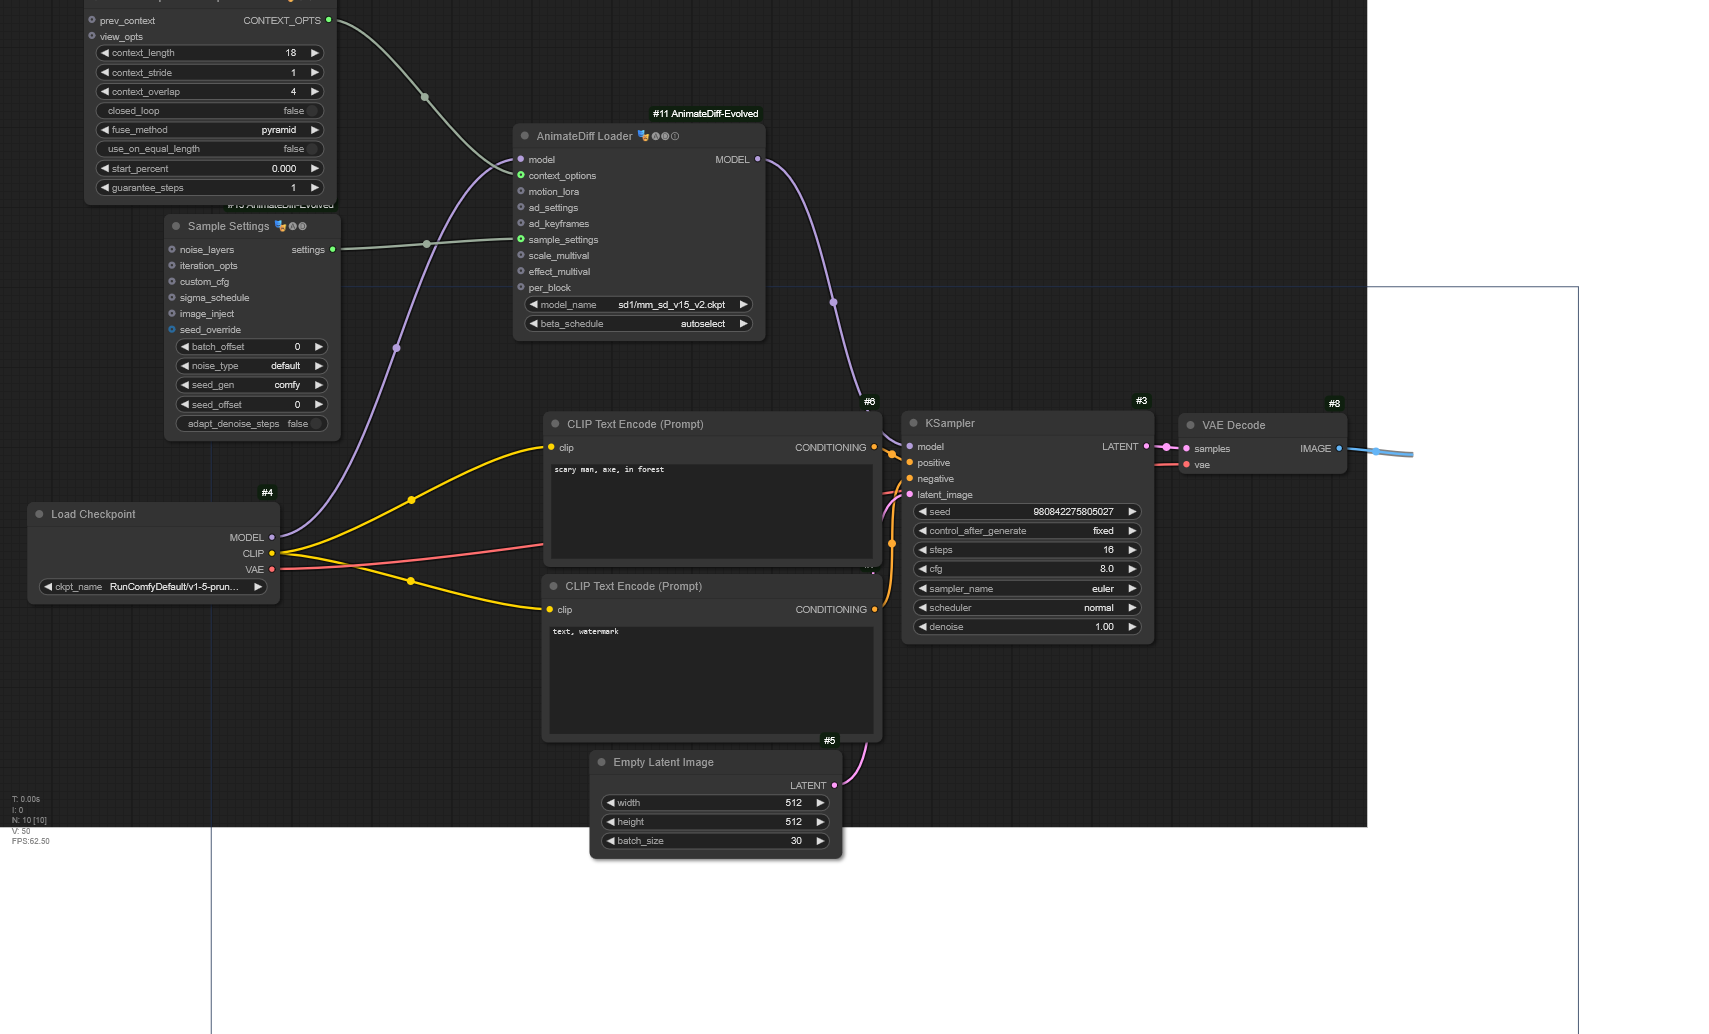 prev_context CONTEXT_OPTS
view_opts
context_length 18
context_stride 1
context_overlap 4
closed_loop false
fuse_method pyramid
use_on_equal_length false
start_percent 0.000
guarantee_steps 1
AnimateDiff-Evolved
Sample Settings
noise_layers settings
iteration_opts
custom_cfg
sigma_schedule
image_inject
seed_override
batch_offset 0
noise_type default
seed_gen comfy
seed_offset 0
adapt_denoise_steps false
#11 AnimateDiff-Evolved
AnimateDiff Loader
model MODEL
context_options
motion_lora
ad_settings
ad_keyframes
sample_settings
scale_multival
effect_multival
per_block
model_name sd1/mm_sd_v15_v2.ckpt
beta_schedule autoselect
#4
Load Checkpoint
MODEL
CLIP
VAE
ckpt_name RunComfyDefault/v1-5-prun...
#6
CLIP Text Encode (Prompt)
clip CONDITIONING
scary man, axe, in forest
CLIP Text Encode (Prompt)
clip CONDITIONING
text, watermark
#5
Empty Latent Image
LATENT
width 512
height 512
batch_size 30
#3
KSampler
model LATENT
positive
negative
latent_image
seed 980842275805027
control_after_generate fixed
steps 16
cfg 8.0
sampler_name euler
scheduler normal
denoise 1.00
#8
VAE Decode
samples IMAGE
vae
T: 0.00s
I: 0
N: 10 [10]
V: 50
FPS:62.50